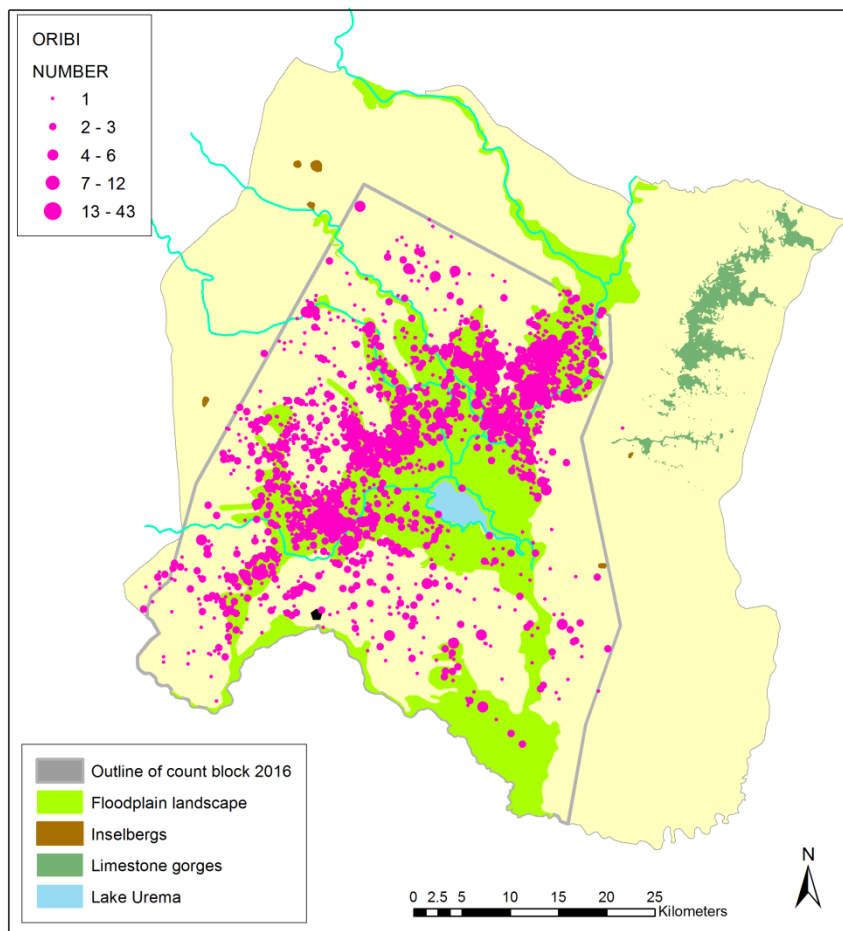 ORIBI
NUMBER
1
2 - 3
4 - 6
7 - 12
13 - 43
Outline of count block 2016
Floodplain landscape
Inselbergs
Limestone gorges
Lake Urema
N
0 2.5 5 10 15 20 25
Kilometers